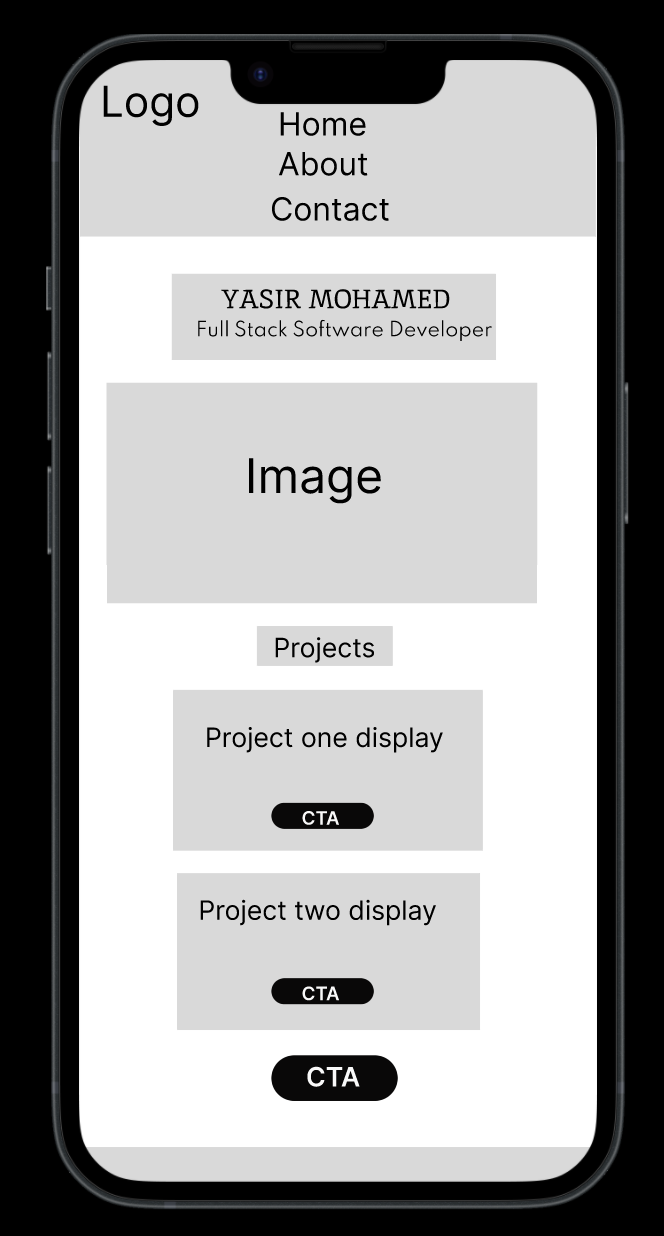 Logo
Home
About
Contact
YASIR MOHAMED
Full Stack Software Developer
Image
Projects
Project one display
CTA
Project two display
CTA
CTA